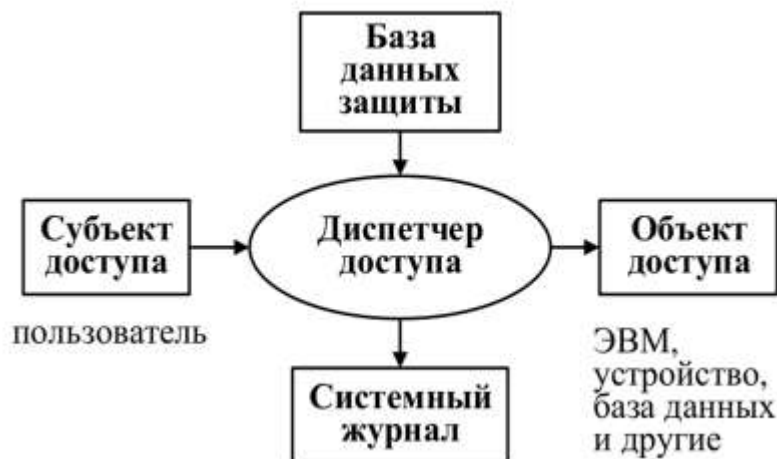 База
данных
защиты
Субъект
доступа
Диспетчер
доступа
Объект
доступа
пользователь
ЭВМ,
устройство,
база данных
и другие
Системный
журнал